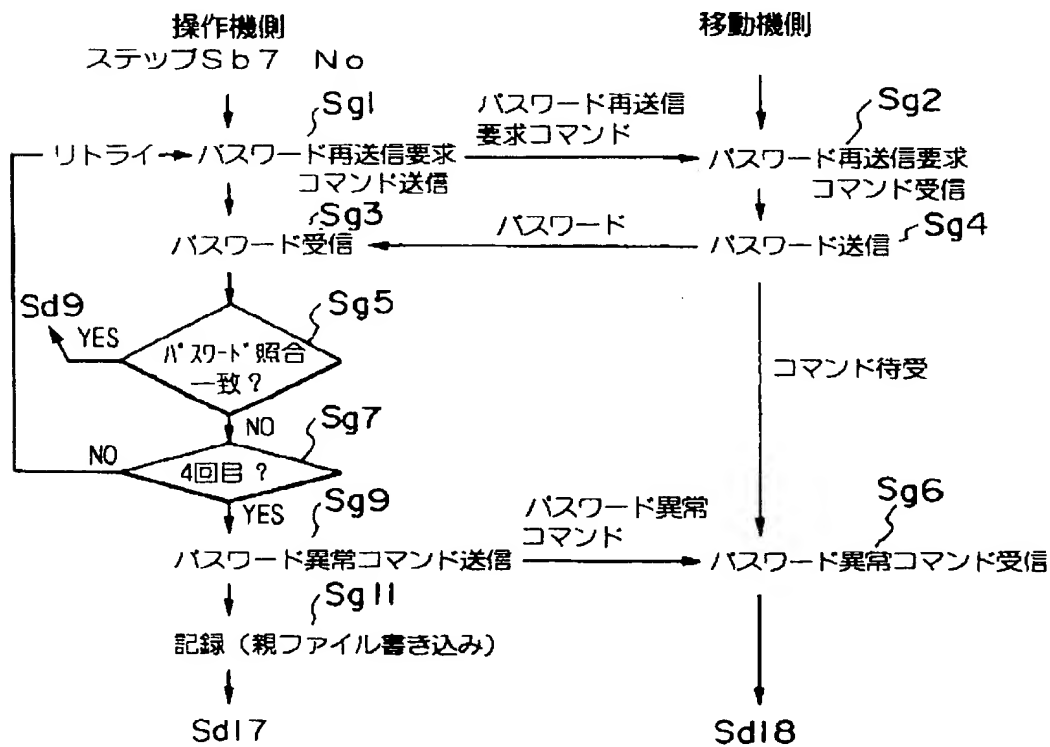 操作機側
移動機側
ステップSb7 No
Sg1
パスワード再送信
要求コマンド
Sg2
リトライ
パスワード再送信要求
コマンド送信
パスワード再送信要求
コマンド受信
Sg3
パスワード受信
パスワード
パスワード送信
Sg4
Sd9
YES
Sg5
パスワード照合
一致?
コマンド待受
NO
Sg7
NO
4回目?
YES
Sg9
パスワード異常
コマンド
Sg6
パスワード異常コマンド送信
パスワード異常コマンド受信
Sg11
記録(親ファイル書き込み)
Sd17
Sd18